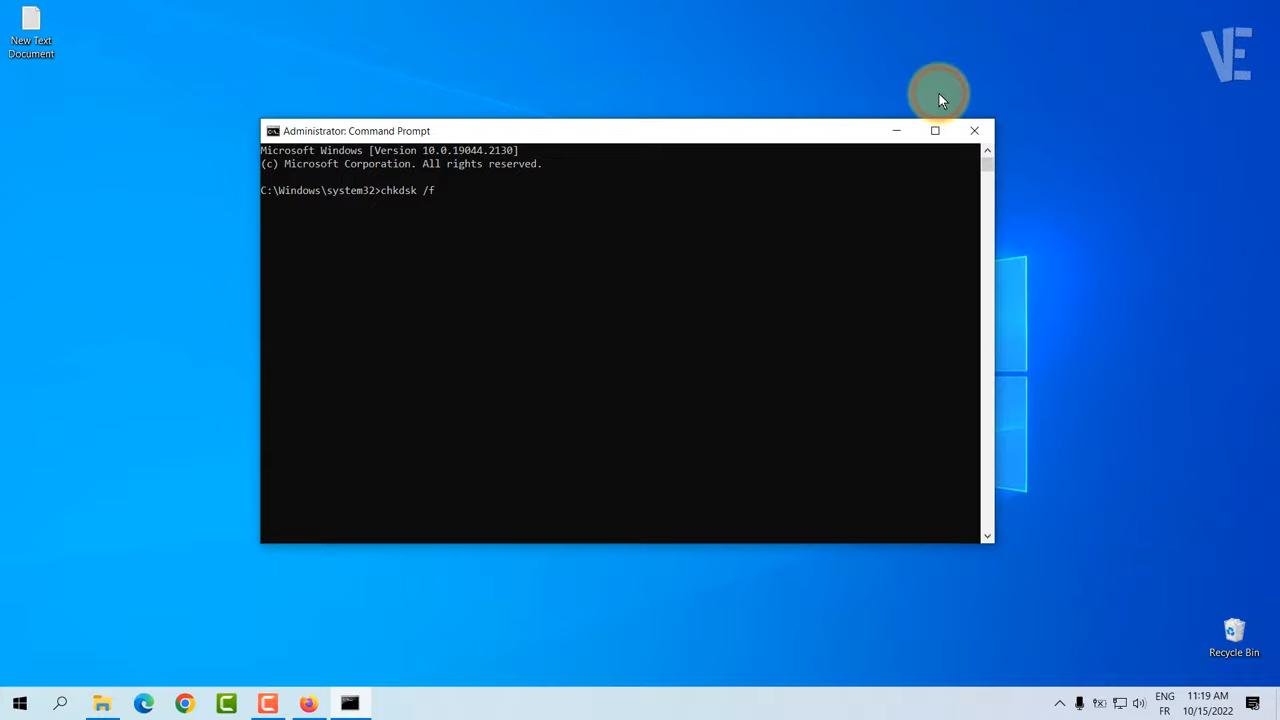 New Text
Document
VE
Administrator: Command Prompt
Microsoft Windows [Version 10.0.19044.2130]
(c) Microsoft Corporation. All rights reserved.
C:\Windows\system32>chkdsk /f
Recycle Bin
ENG
FR
11:19 AM
10/15/2022